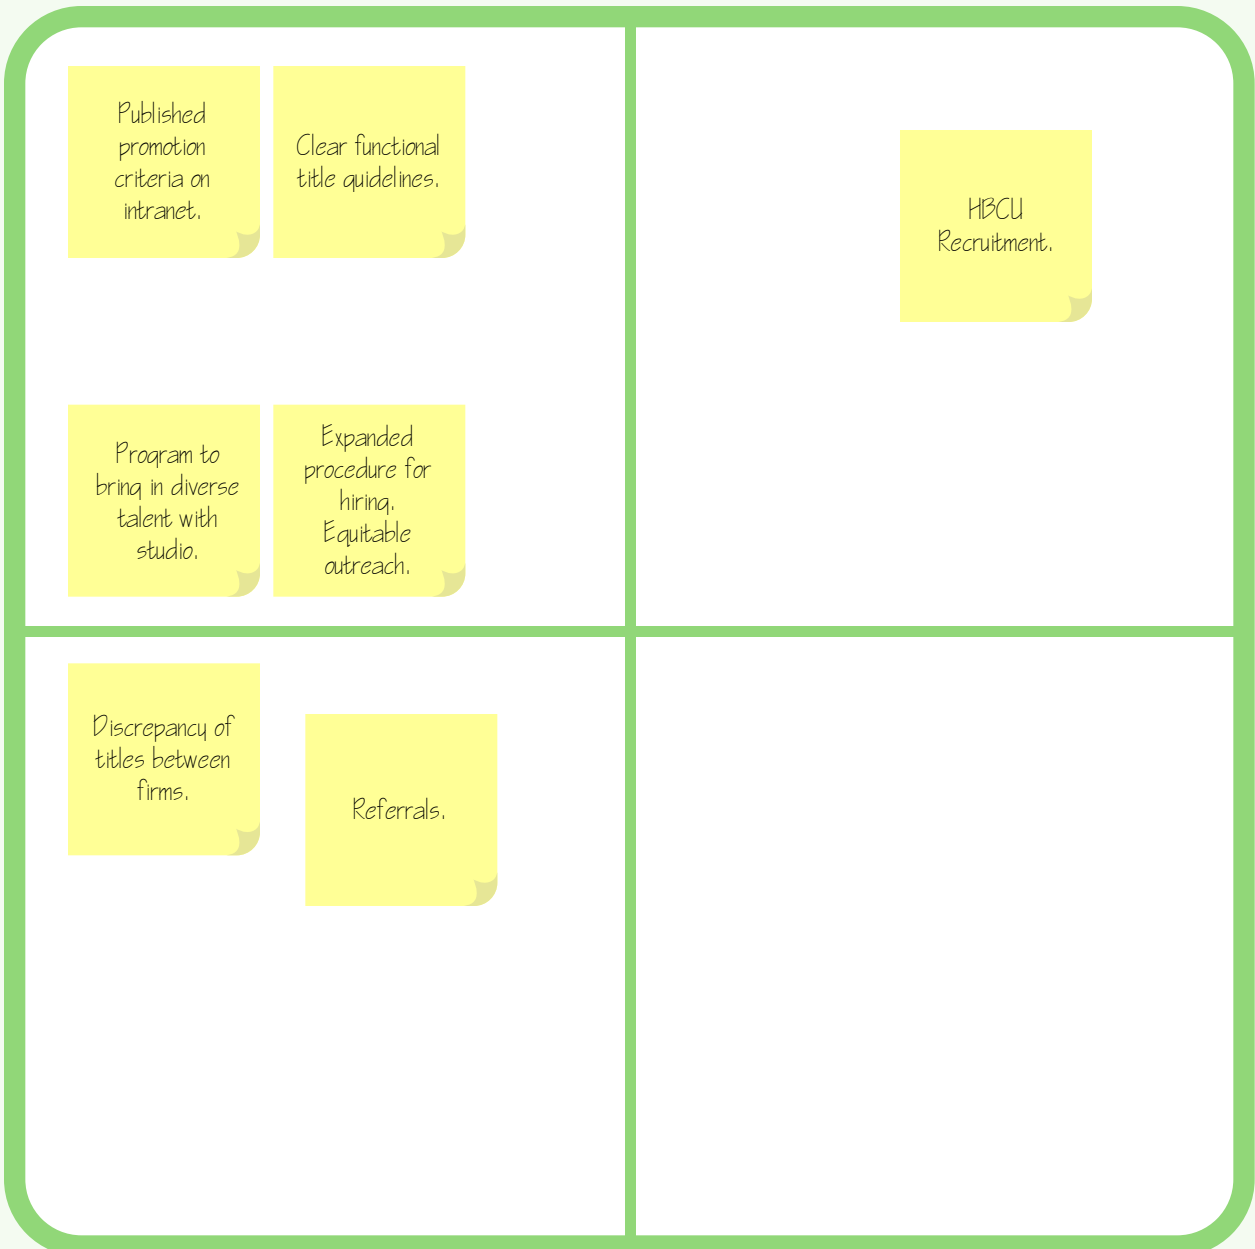 Published
promotion
criteria on
intranet.
Clear functional
title guidelines.
HBCU
Recruitment.
Program to
bring in diverse
talent with
studio.
Expanded
procedure for
hiring.
Equitable
outreach.
Discrepancy of
titles between
firms.
Referrals.